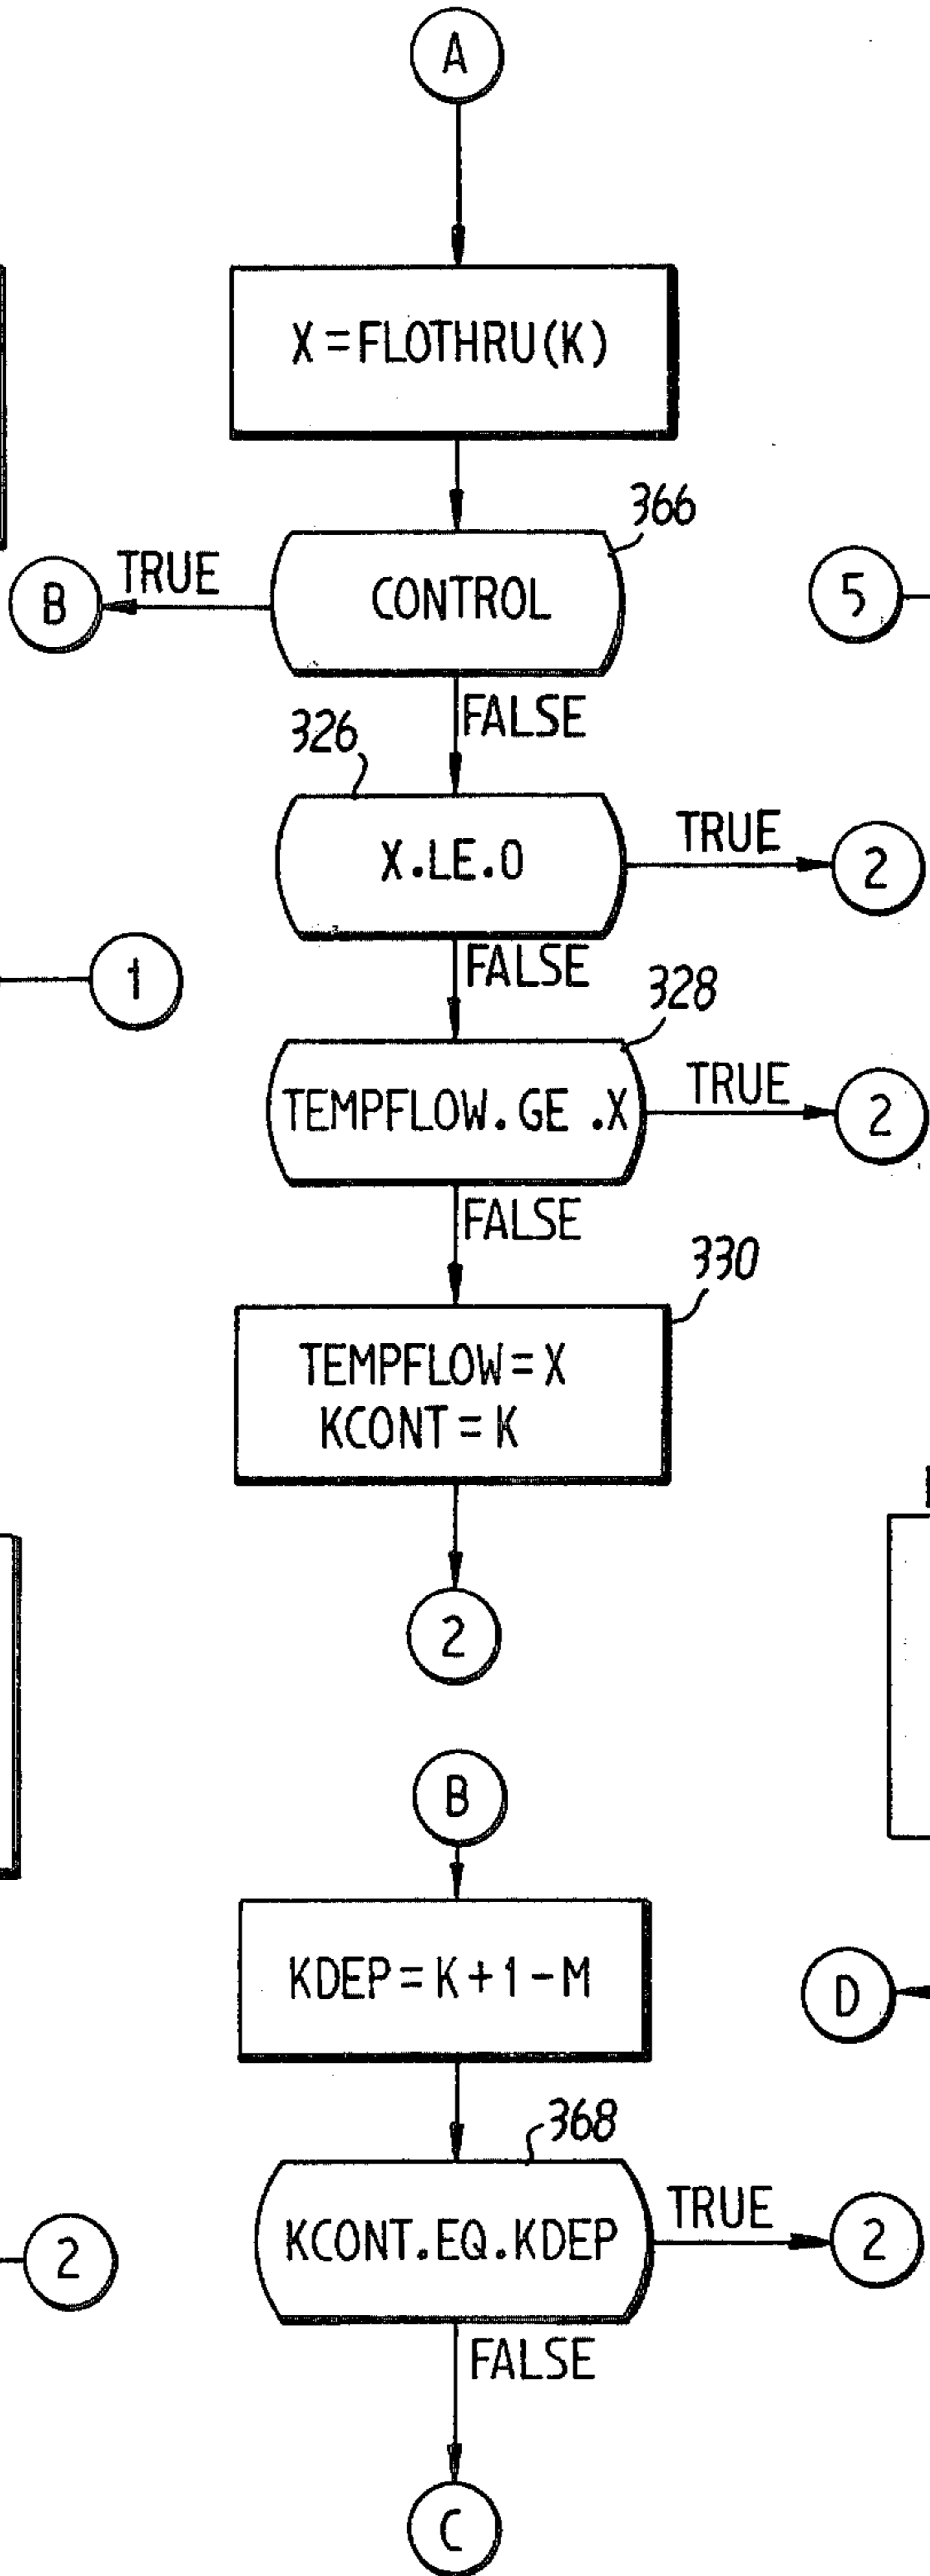 A
X=FLOTHRU(K)
366
B
TRUE
CONTROL
5
FALSE
326
X.LE.0
TRUE
2
FALSE
1
328
TEMPFLOW.GE.X
TRUE
2
FALSE
330
TEMPFLOW=X
KCONT=K
2
B
KDEP=K+1-M
D
368
KCONT.EQ.KDEP
TRUE
2
2
FALSE
C